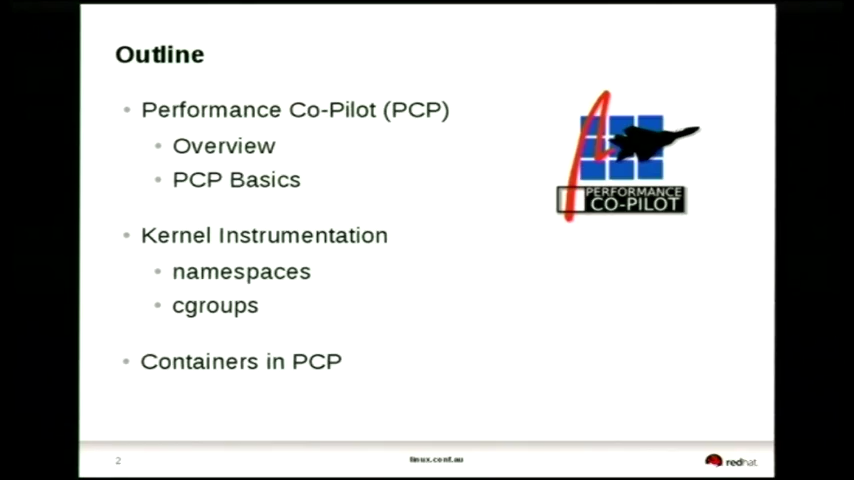 Outline
Performance Co-Pilot (PCP)
Overview
PCP Basics
Kernel Instrumentation
namespaces
cgroups
Containers in PCP
PERFORMANCE
CO-PILOT
2
linux.conf.au
redhat.